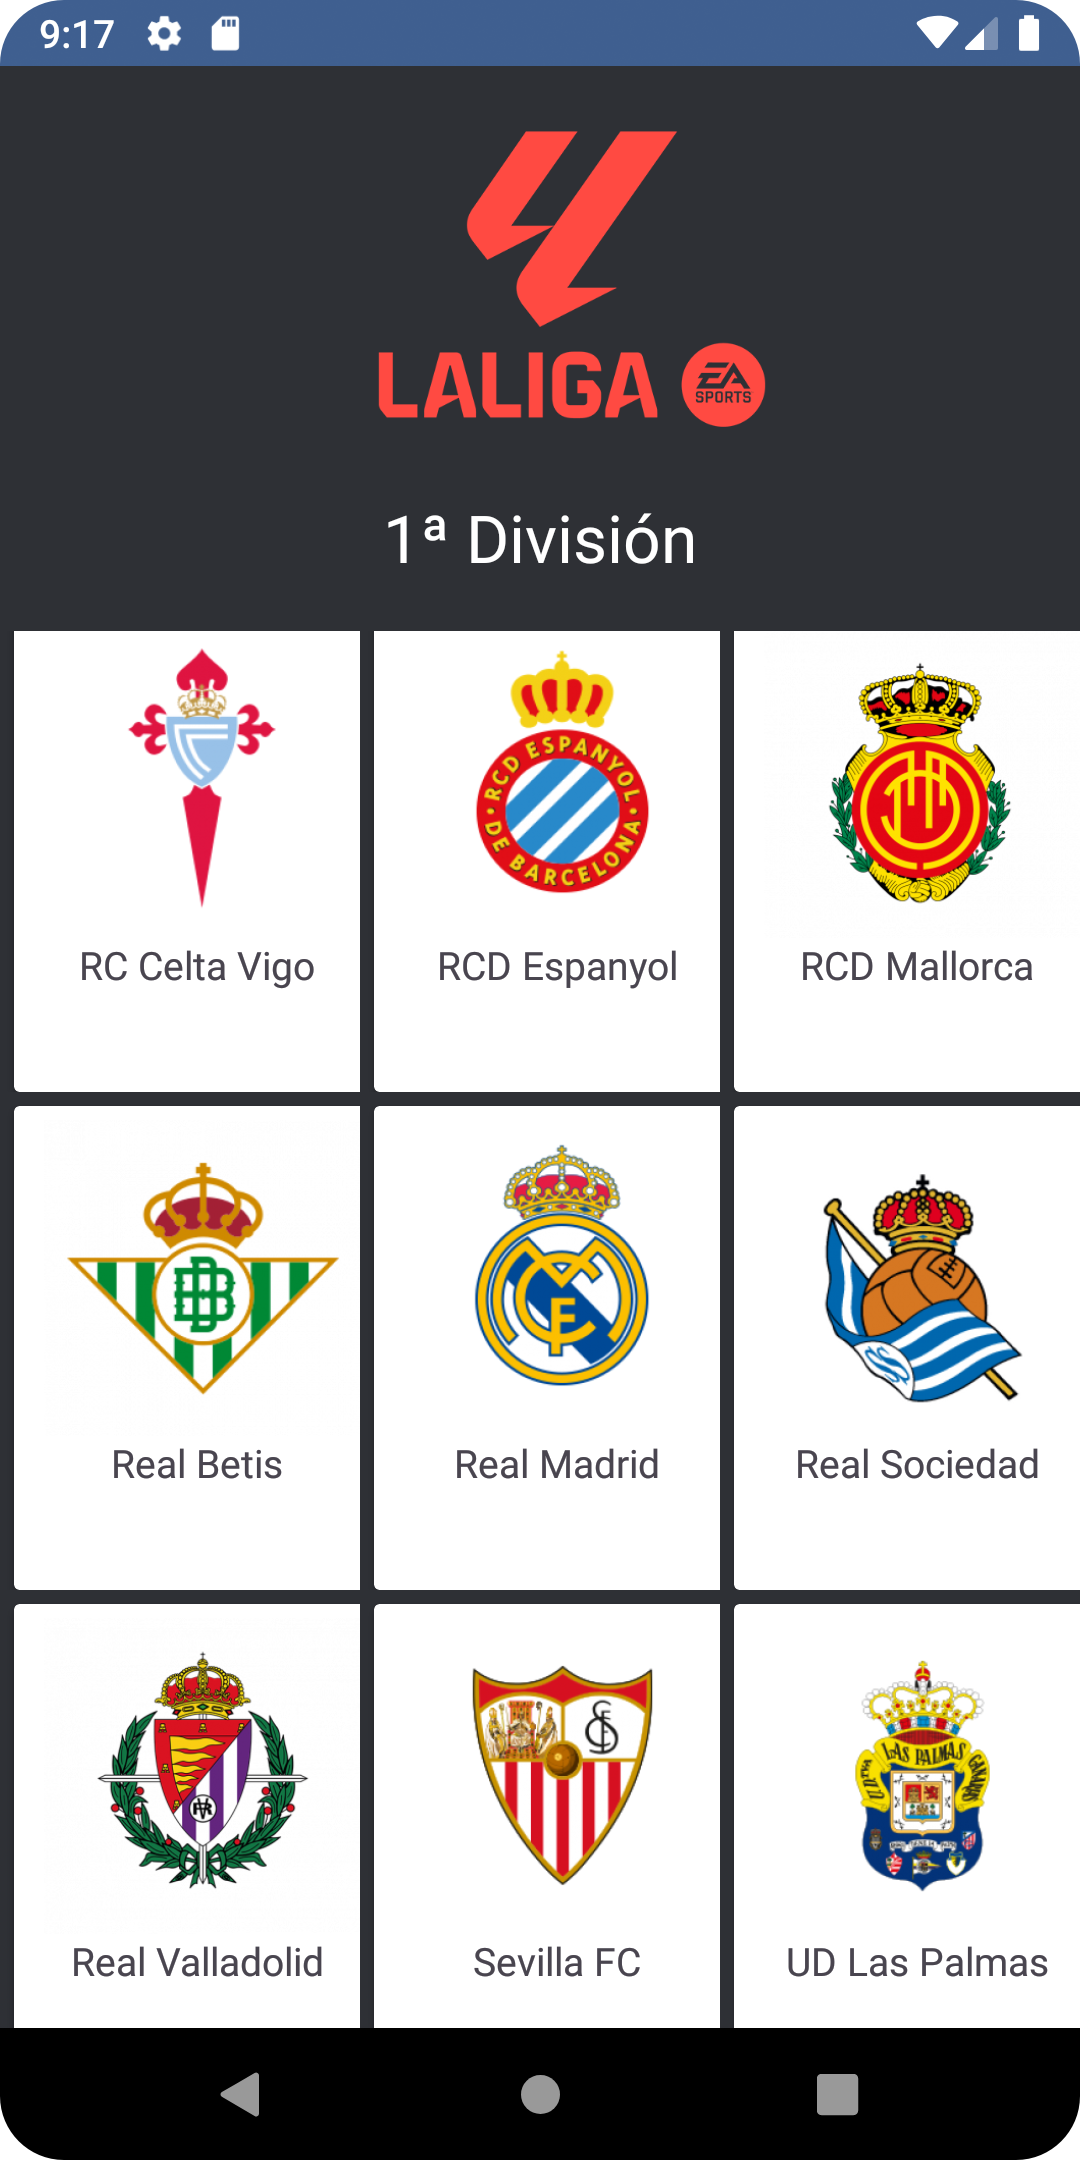 9:17
LALIGA
EA
SPORTS
1ª División
RCD ESPANYOL
DE BARCELONA
RC Celta Vigo
RCD Espanyol
RCD Mallorca
Real Betis
Real Madrid
Real Sociedad
LAS PALMAS
Real Valladolid
Sevilla FC
UD Las Palmas